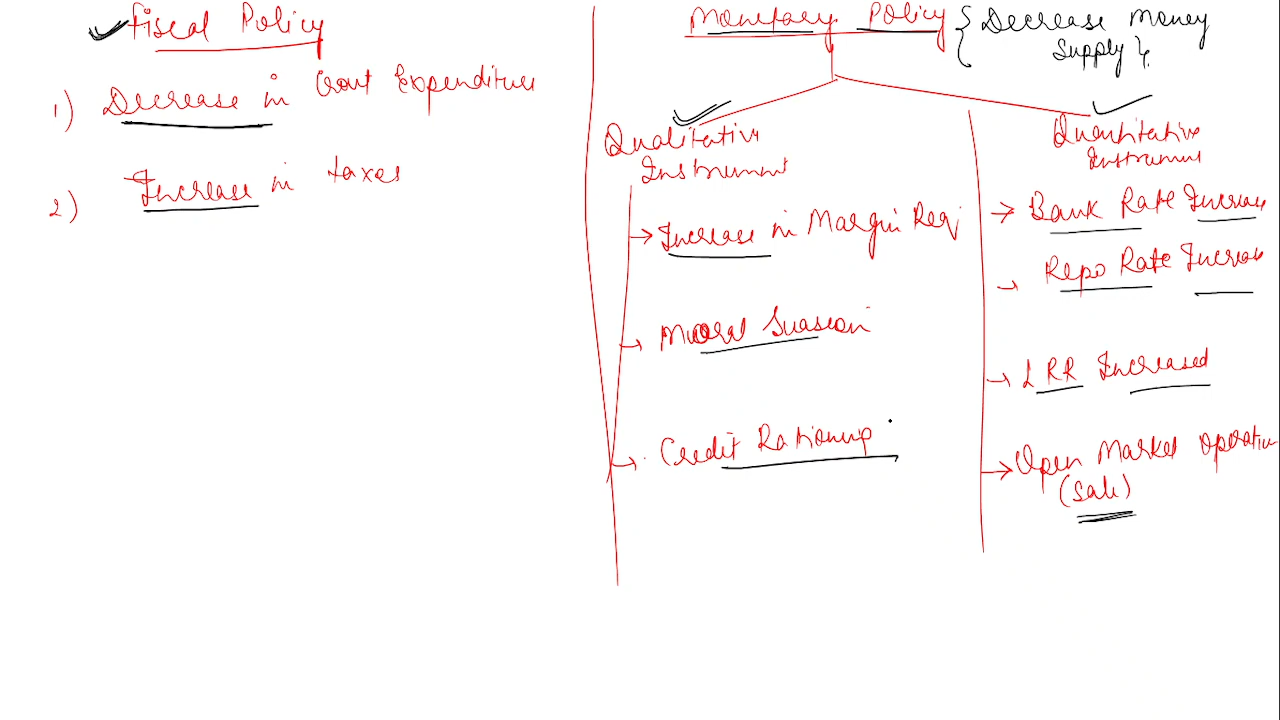 Fiscal Policy
1) Decrease in Govt Expenditure
2) Increase in taxes
Monetary Policy { Decrease Money
Supply }
Qualitative
Instrument
→ Increase in Margin Req
→ Moral Suasion
→ Credit Rationing
Quantitative
Instrument
→ Bank Rate Increase
→ Repo Rate Increase
→ LRR Increased
→ Open Market Operation
(Sale)